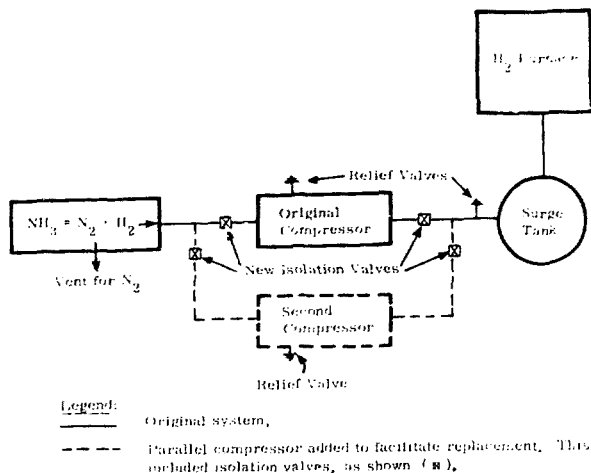 H2 Furnace
Relief Valves
NH3 = N2 + H2
Original
Compressor
Surge
Tank
New Isolation Valves
Vent for N2
Second
Compressor
Relief Valve
Legend:
Original system.
Parallel compressor added to facilitate replacement. This
included isolation valves, as shown (⊠).